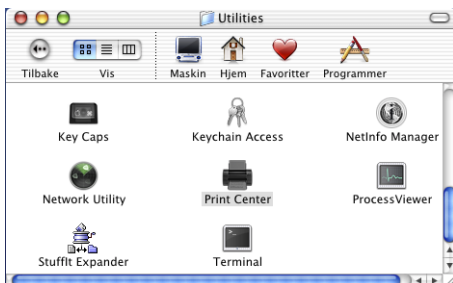 Utilities
Tilbake Vis Maskin Hjem Favoritter Programmer
Key Caps Keychain Access NetInfo Manager
Network Utility Print Center ProcessViewer
StuffIt Expander Terminal